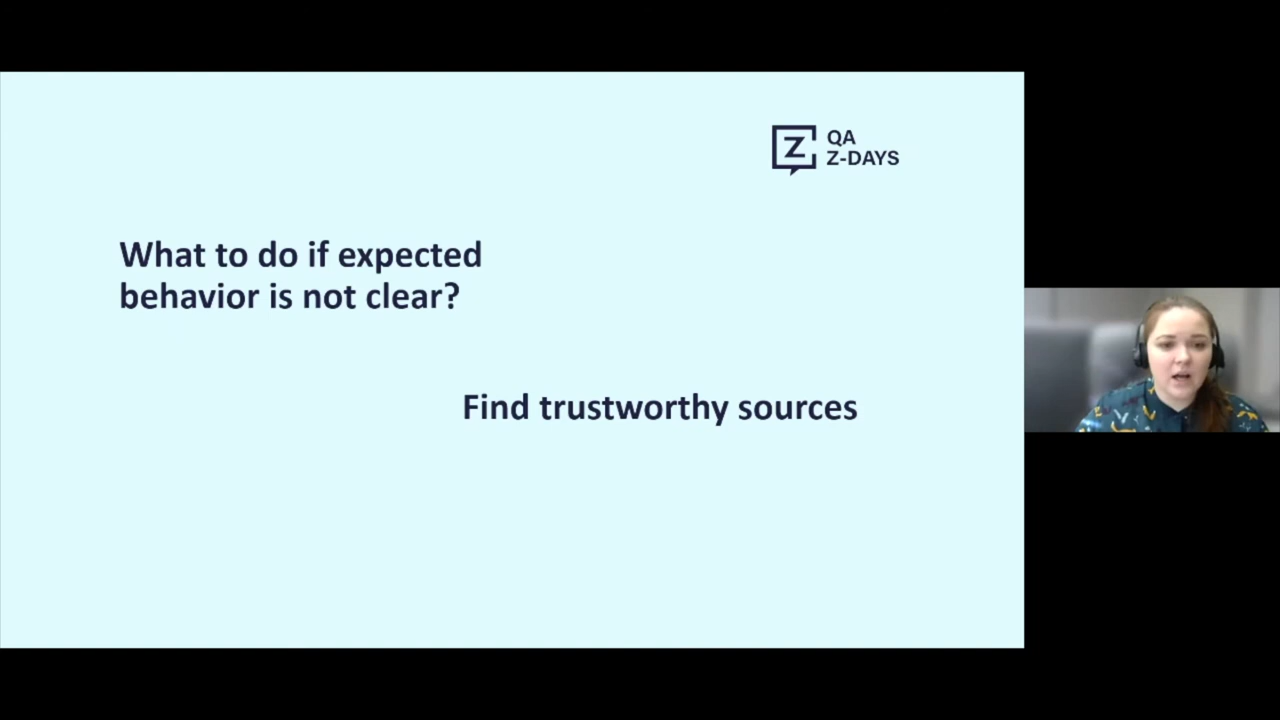 Z QA
Z-DAYS
What to do if expected
behavior is not clear?
Find trustworthy sources